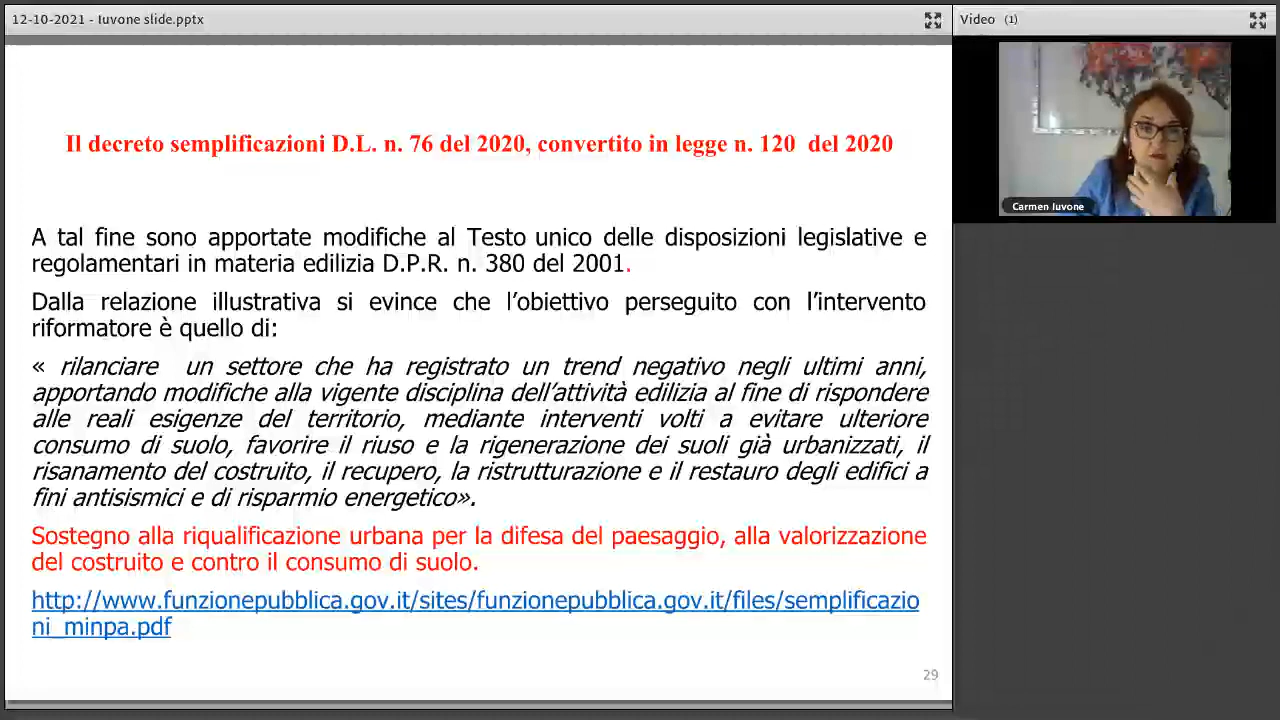 12-10-2021 - Iuvone slide.pptx
Video (1)
Carmen Iuvone
Il decreto semplificazioni D.L. n. 76 del 2020, convertito in legge n. 120 del 2020
A tal fine sono apportate modifiche al Testo unico delle disposizioni legislative e
regolamentari in materia edilizia D.P.R. n. 380 del 2001.
Dalla relazione illustrativa si evince che l'obiettivo perseguito con l'intervento
riformatore è quello di:
« rilanciare un settore che ha registrato un trend negativo negli ultimi anni,
apportando modifiche alla vigente disciplina dell'attività edilizia al fine di rispondere
alle reali esigenze del territorio, mediante interventi volti a evitare ulteriore
consumo di suolo, favorire il riuso e la rigenerazione dei suoli già urbanizzati, il
risanamento del costruito, il recupero, la ristrutturazione e il restauro degli edifici a
fini antisismici e di risparmio energetico».
Sostegno alla riqualificazione urbana per la difesa del paesaggio, alla valorizzazione
del costruito e contro il consumo di suolo.
http://www.funzionepubblica.gov.it/sites/funzionepubblica.gov.it/files/semplificazio
ni_minpa.pdf
29